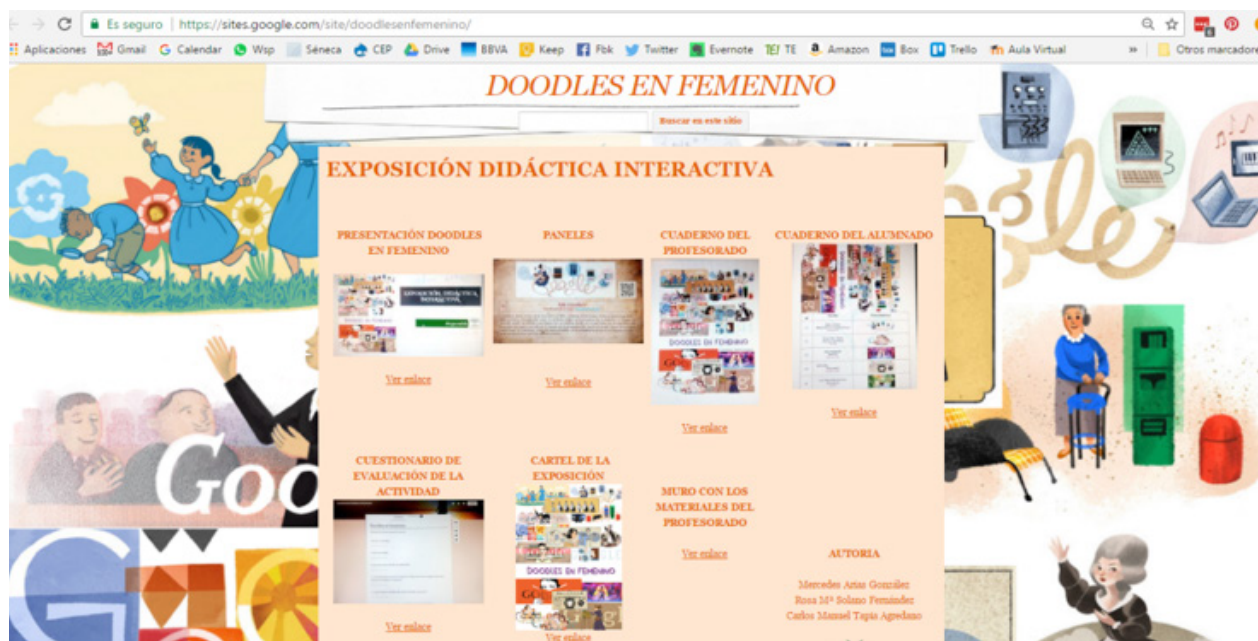 Es seguro | https://sites.google.com/site/doodlesenfemenino/
Aplicaciones Gmail Calendar Wsp Séneca CEP Drive BBVA Keep Fbk Twitter Evernote TE Amazon Box Trello Aula Virtual » Otros marcadore
DOODLES EN FEMENINO
Buscar en este sitio
EXPOSICIÓN DIDÁCTICA INTERACTIVA
PRESENTACIÓN DOODLES
EN FEMENINO
PANELES
CUADERNO DEL
PROFESORADO
CUADERNO DEL ALUMNADO
EXPOSICIÓN DIDÁCTICA
INTERACTIVA
DOODLES EN FEMENINO
Ver enlace
Ver enlace
Ver enlace
Ver enlace
CUESTIONARIO DE
EVALUACIÓN DE LA
ACTIVIDAD
CARTEL DE LA
EXPOSICIÓN
MURO CON LOS
MATERIALES DEL
PROFESORADO
DOODLES EN FEMENINO
Ver enlace
Ver enlace
Ver enlace
AUTORIA
Mercedes Arias González
Rosa Mª Solano Fernández
Carlos Manuel Tapia Agredano
Goo